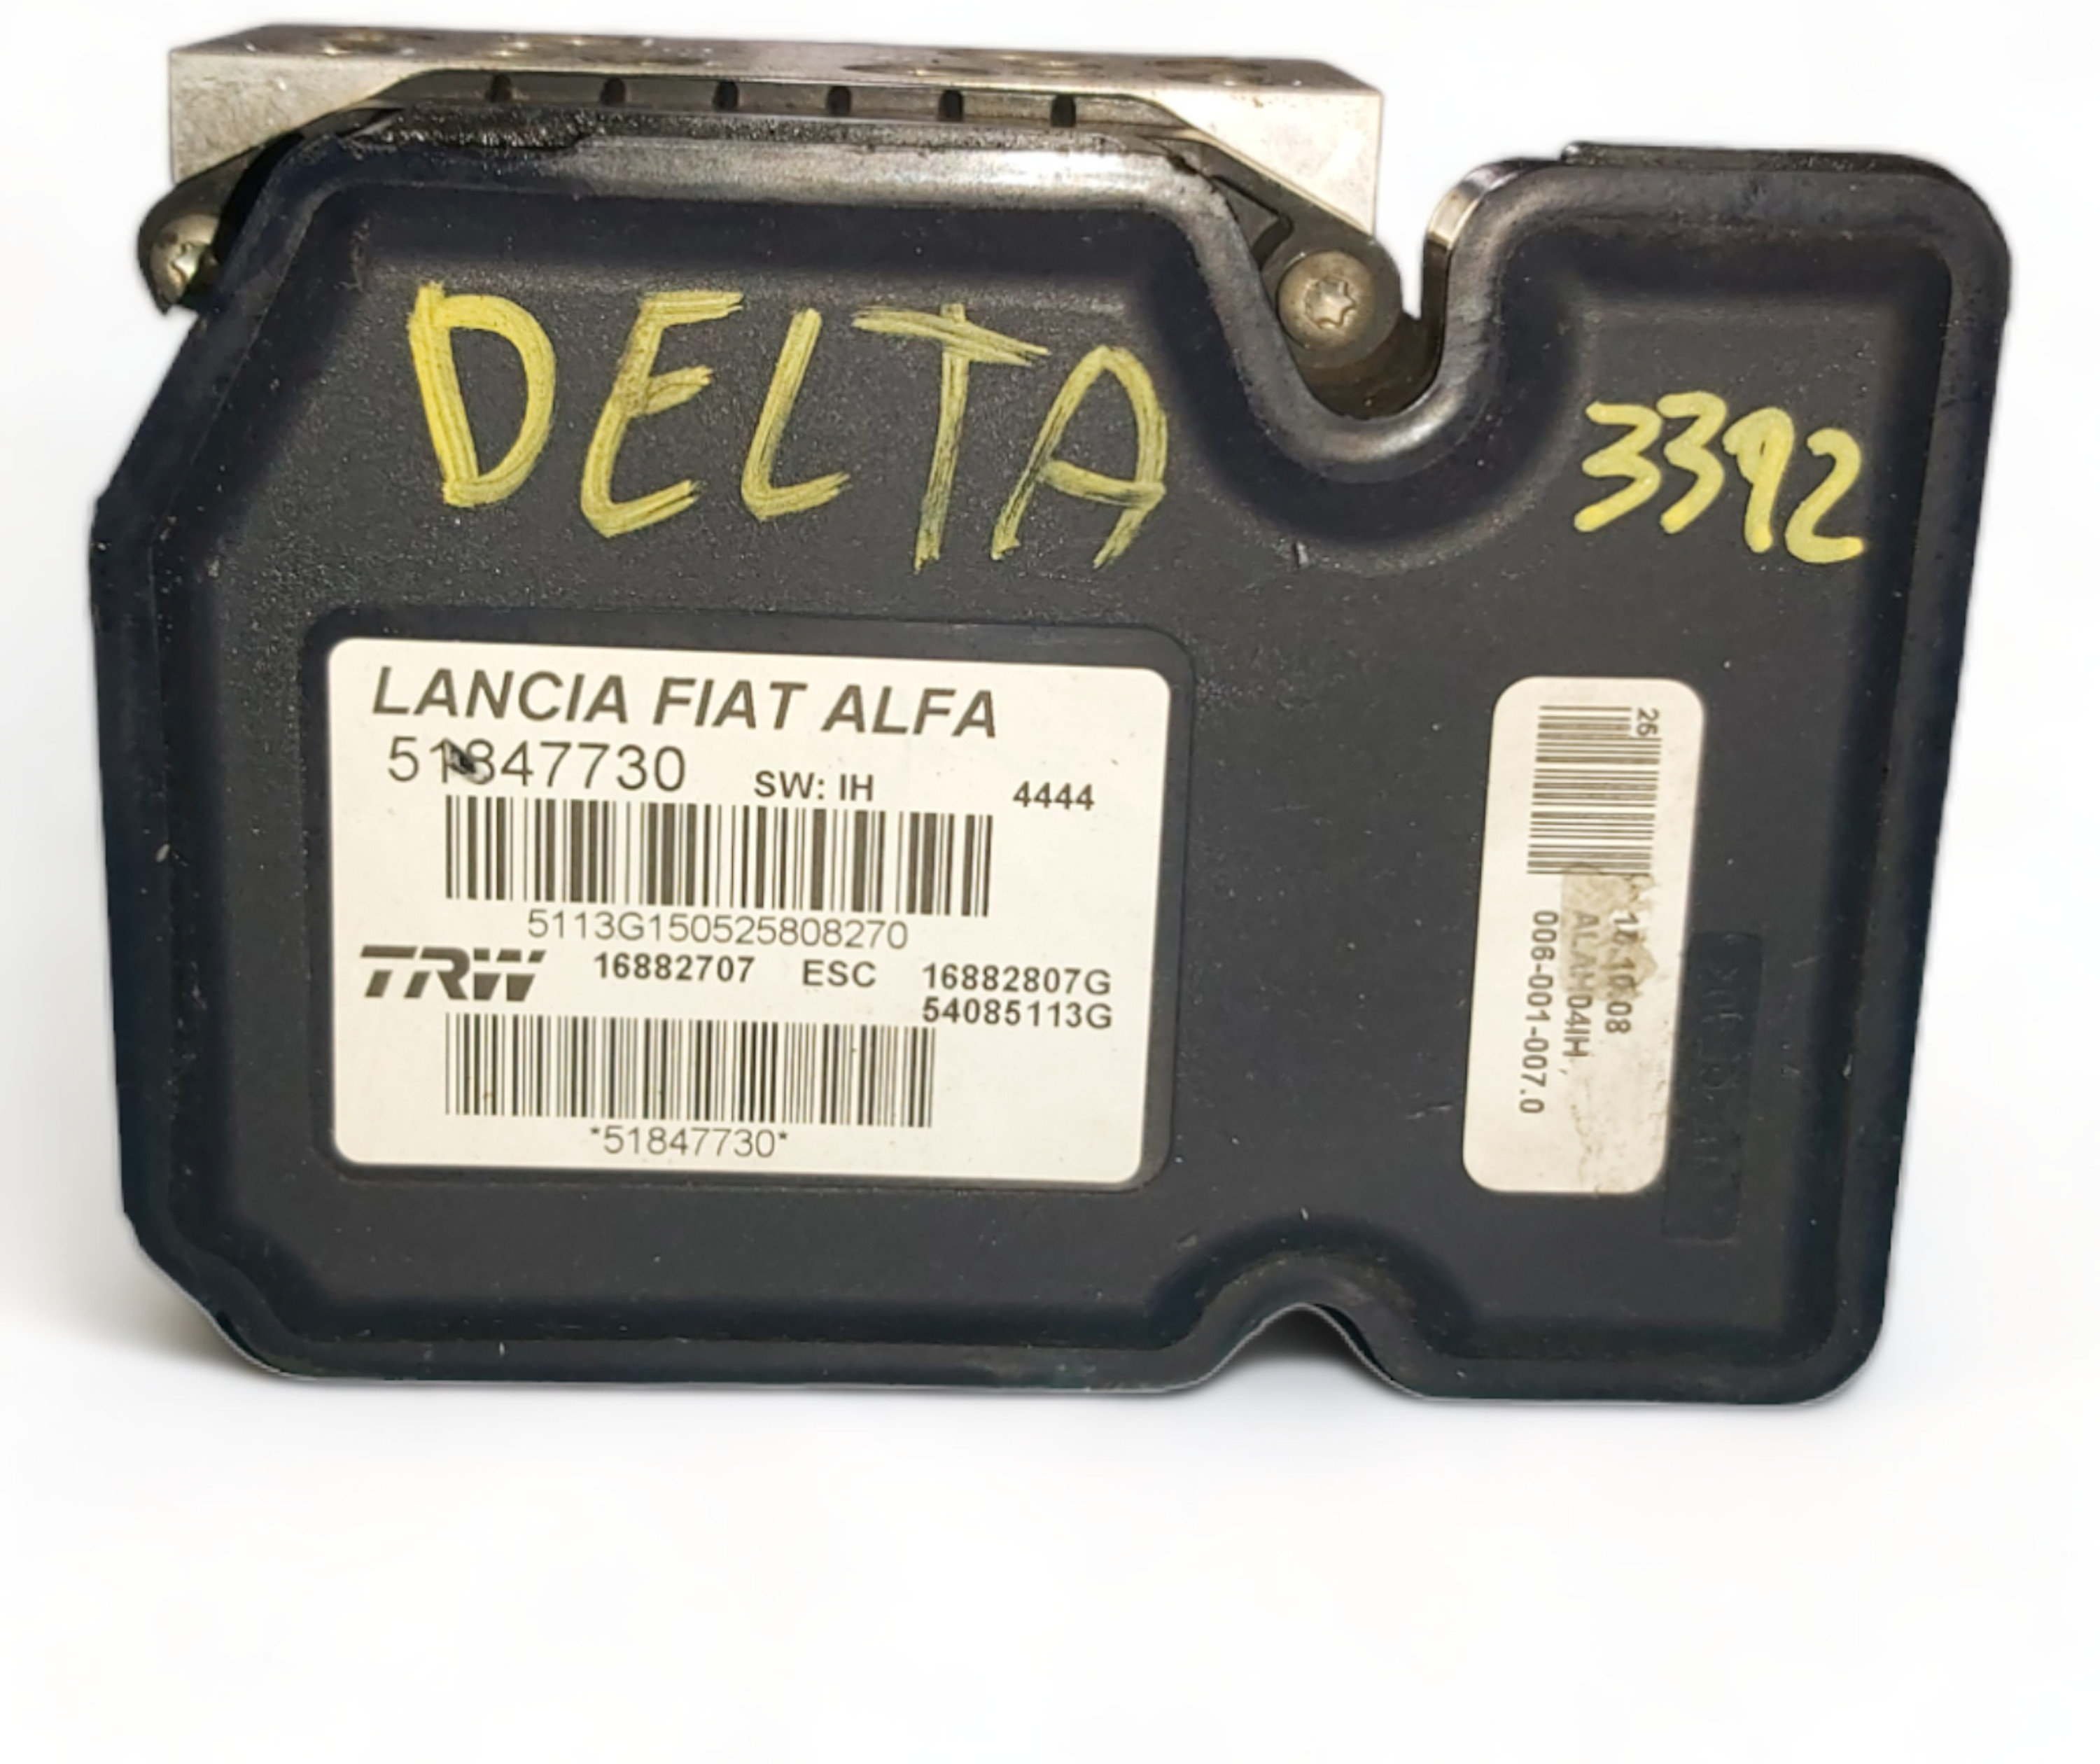 DELTA
3392
LANCIA FIAT ALFA
51847730 SW: IH 4444
5113G150525808270
TRW 16882707 ESC 16882807G
54085113G
*51847730*
26
006-001-007.0